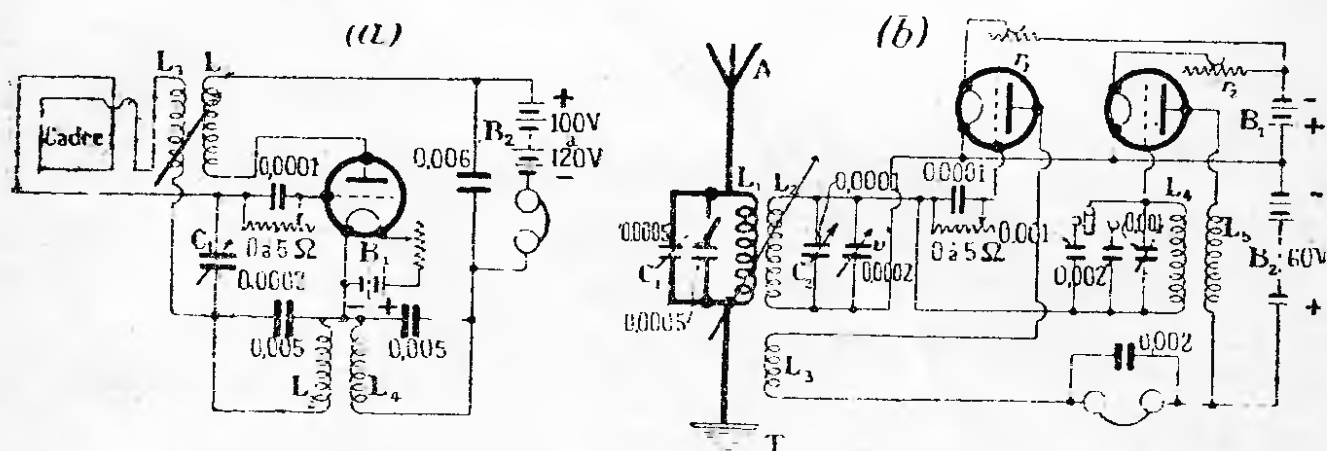 (a)
L₃
L
Cadre
0,0001
0 à 5 Ω
C₁
0.0002
B₁
0,006
B₂
+
100V
à
120V
−
− +
0,005
0,005
L
L₄
(b)
A
r₁
r₂
−
+
B₁
L₁
L₂
0,0001
0.0001
0 à 5 Ω
0.001
0.0005
C₁
0.0005
C₂
v
0.0002
0,001
0,002
L₄
L₅
−
B₂
60V
+
L₃
0,002
T